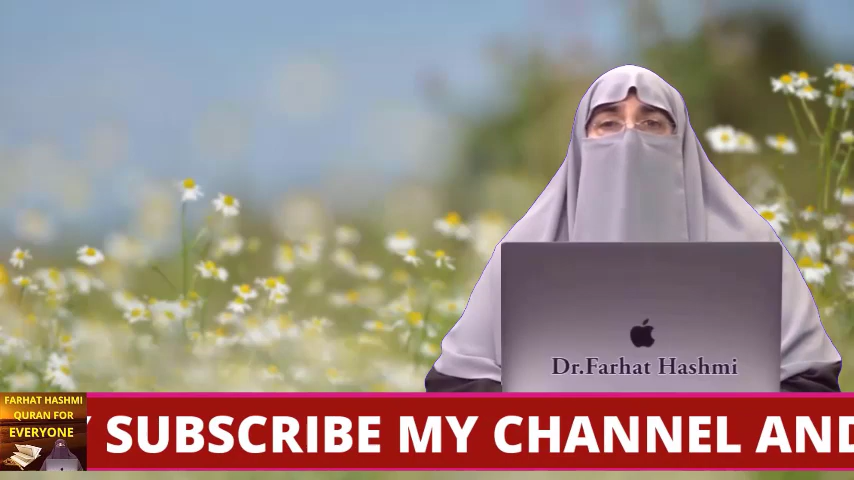 Dr.Farhat Hashmi
FARHAT HASHMI
QURAN FOR
EVERYONE
SUBSCRIBE MY CHANNEL AND